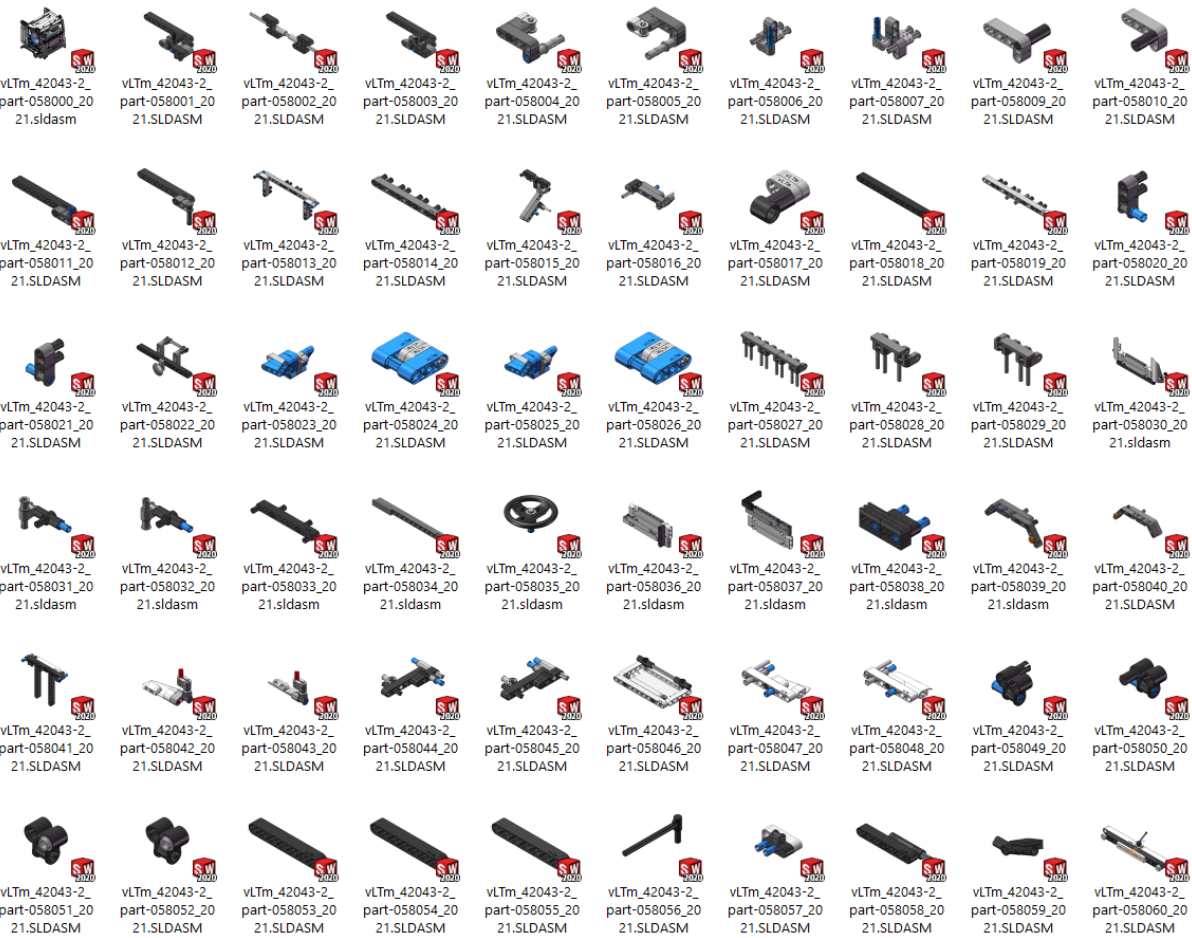 vLTm_42043-2_
part-058000_20
21.sldasm
vLTm_42043-2_
part-058001_20
21.SLDASM
vLTm_42043-2_
part-058002_20
21.SLDASM
vLTm_42043-2_
part-058003_20
21.SLDASM
vLTm_42043-2_
part-058004_20
21.SLDASM
vLTm_42043-2_
part-058005_20
21.SLDASM
vLTm_42043-2_
part-058006_20
21.SLDASM
vLTm_42043-2_
part-058007_20
21.SLDASM
vLTm_42043-2_
part-058009_20
21.SLDASM
vLTm_42043-2_
part-058010_20
21.SLDASM
vLTm_42043-2_
part-058011_20
21.SLDASM
vLTm_42043-2_
part-058012_20
21.SLDASM
vLTm_42043-2_
part-058013_20
21.SLDASM
vLTm_42043-2_
part-058014_20
21.SLDASM
vLTm_42043-2_
part-058015_20
21.SLDASM
vLTm_42043-2_
part-058016_20
21.SLDASM
vLTm_42043-2_
part-058017_20
21.SLDASM
vLTm_42043-2_
part-058018_20
21.SLDASM
vLTm_42043-2_
part-058019_20
21.SLDASM
vLTm_42043-2_
part-058020_20
21.SLDASM
vLTm_42043-2_
part-058021_20
21.SLDASM
vLTm_42043-2_
part-058022_20
21.SLDASM
vLTm_42043-2_
part-058023_20
21.SLDASM
vLTm_42043-2_
part-058024_20
21.SLDASM
vLTm_42043-2_
part-058025_20
21.SLDASM
vLTm_42043-2_
part-058026_20
21.SLDASM
vLTm_42043-2_
part-058027_20
21.SLDASM
vLTm_42043-2_
part-058028_20
21.SLDASM
vLTm_42043-2_
part-058029_20
21.SLDASM
vLTm_42043-2_
part-058030_20
21.sldasm
vLTm_42043-2_
part-058031_20
21.sldasm
vLTm_42043-2_
part-058032_20
21.sldasm
vLTm_42043-2_
part-058033_20
21.sldasm
vLTm_42043-2_
part-058034_20
21.sldasm
vLTm_42043-2_
part-058035_20
21.sldasm
vLTm_42043-2_
part-058036_20
21.sldasm
vLTm_42043-2_
part-058037_20
21.sldasm
vLTm_42043-2_
part-058038_20
21.sldasm
vLTm_42043-2_
part-058039_20
21.sldasm
vLTm_42043-2_
part-058040_20
21.SLDASM
vLTm_42043-2_
part-058041_20
21.SLDASM
vLTm_42043-2_
part-058042_20
21.SLDASM
vLTm_42043-2_
part-058043_20
21.SLDASM
vLTm_42043-2_
part-058044_20
21.SLDASM
vLTm_42043-2_
part-058045_20
21.SLDASM
vLTm_42043-2_
part-058046_20
21.SLDASM
vLTm_42043-2_
part-058047_20
21.SLDASM
vLTm_42043-2_
part-058048_20
21.SLDASM
vLTm_42043-2_
part-058049_20
21.SLDASM
vLTm_42043-2_
part-058050_20
21.SLDASM
vLTm_42043-2_
part-058051_20
21.SLDASM
vLTm_42043-2_
part-058052_20
21.SLDASM
vLTm_42043-2_
part-058053_20
21.SLDASM
vLTm_42043-2_
part-058054_20
21.SLDASM
vLTm_42043-2_
part-058055_20
21.SLDASM
vLTm_42043-2_
part-058056_20
21.SLDASM
vLTm_42043-2_
part-058057_20
21.SLDASM
vLTm_42043-2_
part-058058_20
21.SLDASM
vLTm_42043-2_
part-058059_20
21.SLDASM
vLTm_42043-2_
part-058060_20
21.SLDASM